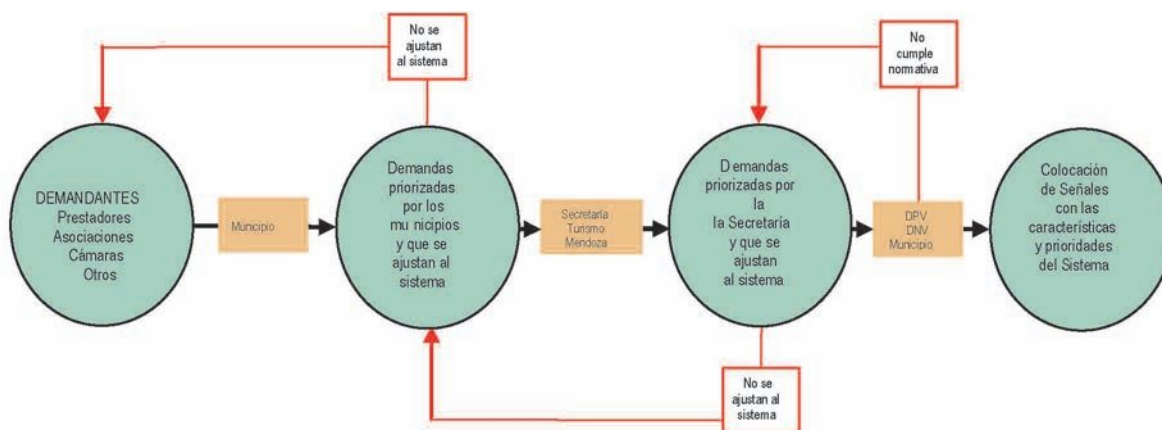 No se
ajustan
al sistema
No
cumple
normativa
DEMANDANTES
Prestadores
Asociaciones
Cámaras
Otros
Municipio
Demandas
priorizadas
por los
mu nicipios
y que se
ajustan al
sistema
Secretaría
Turismo
Mendoza
Demandas
priorizadas por
la
la Secretaría
y que se
ajustan
al sistema
DPV
DNV
Municipio
Colocación
de Señales
con las
características
y prioridades
del Sistema
No se
ajustan al
sistema